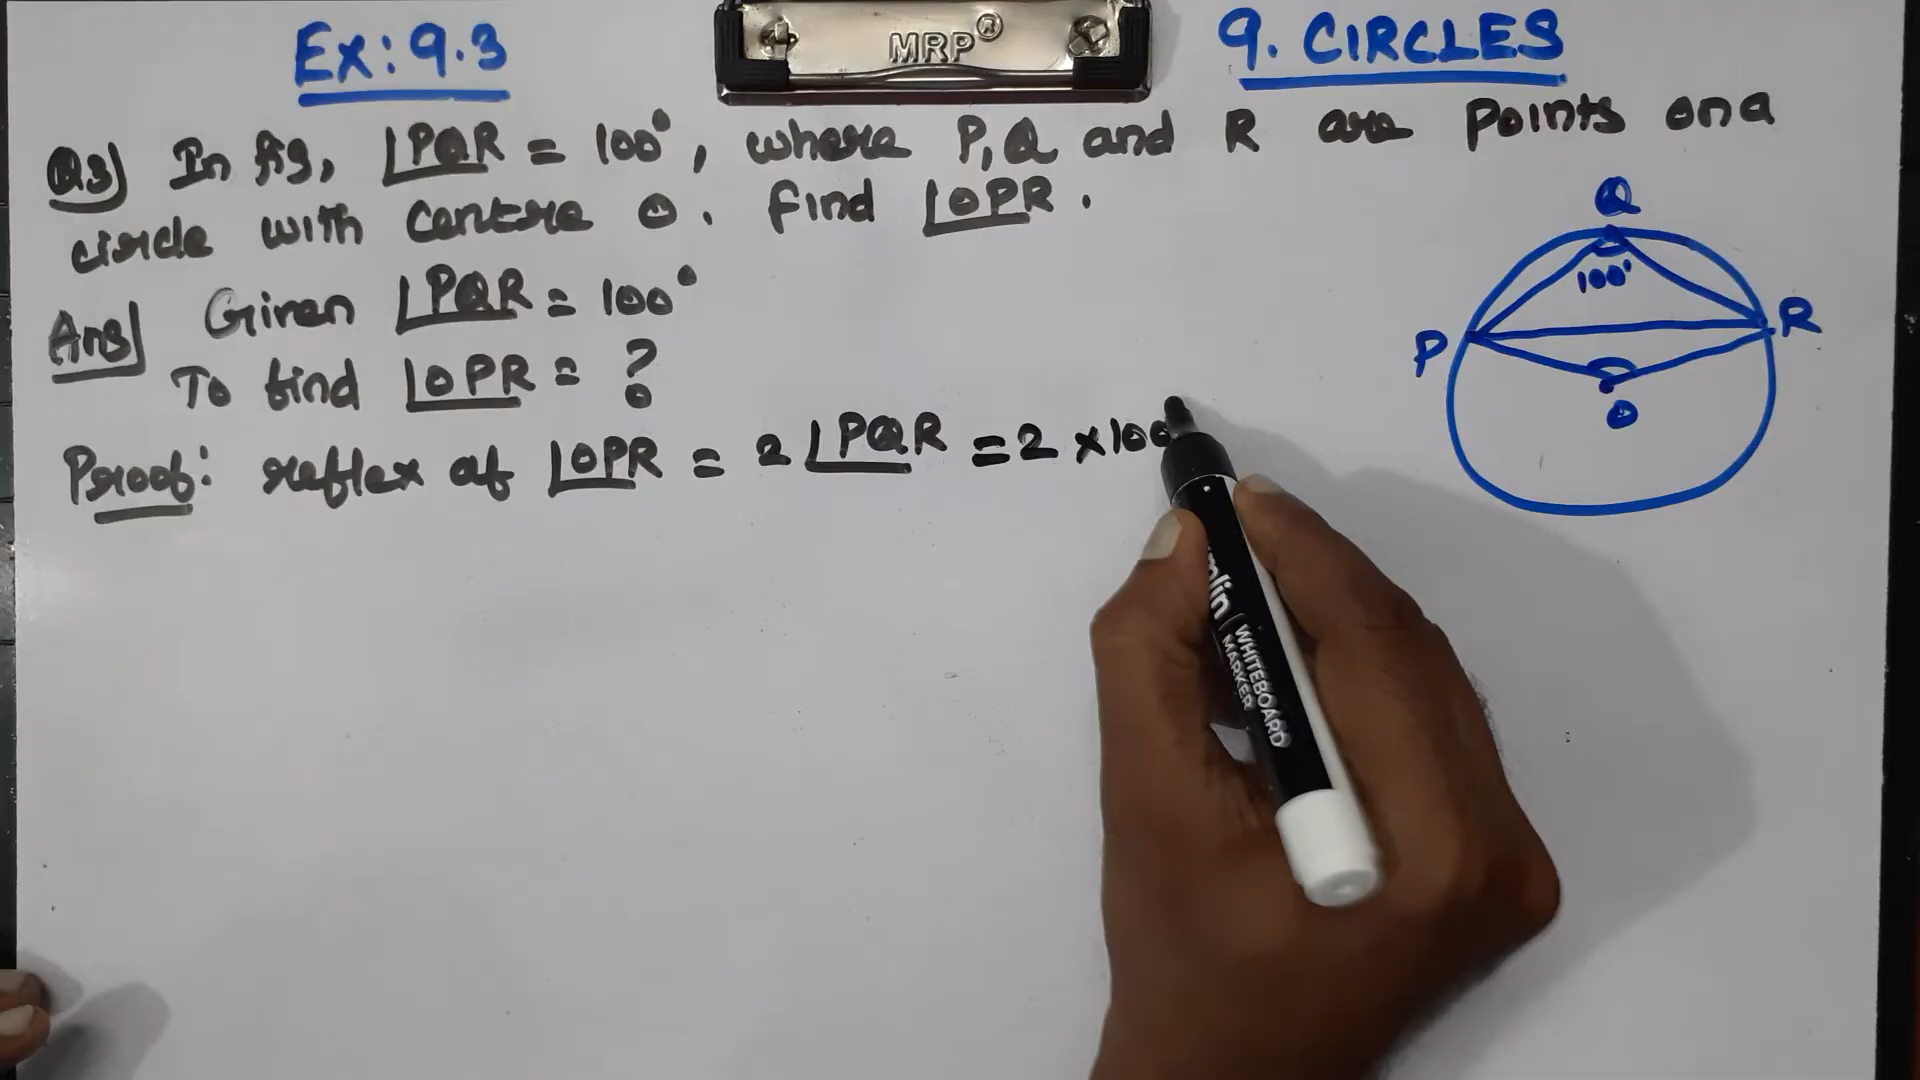 Ex: 9.3
MRP®
9. CIRCLES
Q3) In fig, ∠PQR = 100°, where P, Q and R are points on a
circle with centre O. Find ∠OPR.
Ans) Given ∠PQR = 100°
To find ∠OPR = ?
Proof: reflex of ∠OPR = 2 ∠PQR = 2 × 100
Q
100°
P
R
O
mlin
WHITEBOARD
MARKER